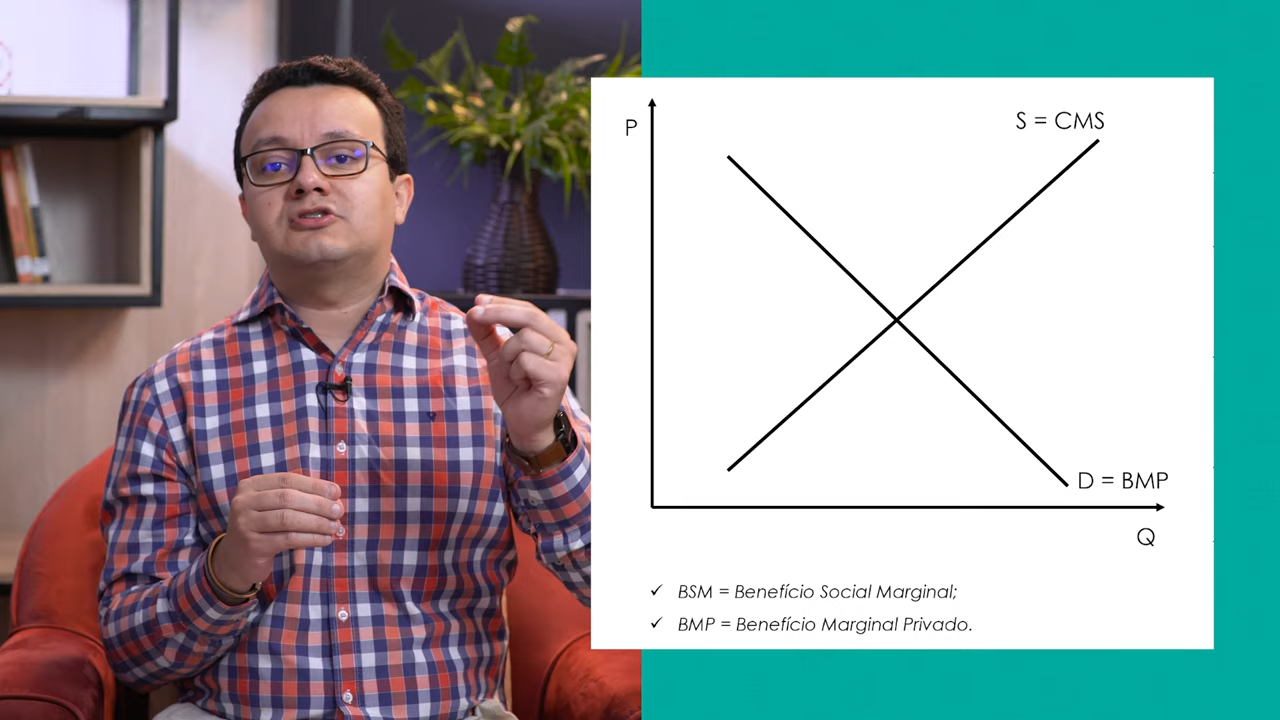 P
S = CMS
D = BMP
Q
✓ BSM = Benefício Social Marginal;
✓ BMP = Benefício Marginal Privado.